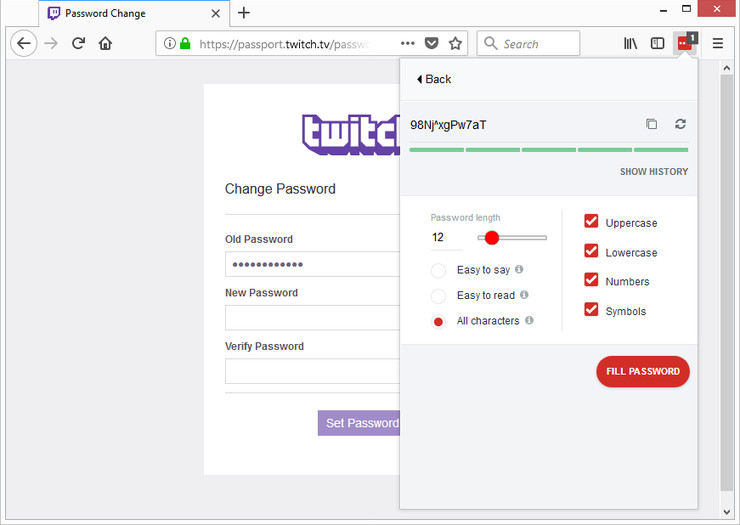 Password Change
https://passport.twitch.tv/passw
Search
1
Back
98Nj^xgPw7aT
SHOW HISTORY
Password length
12
Easy to say
Easy to read
All characters
Uppercase
Lowercase
Numbers
Symbols
FILL PASSWORD
twitch
Change Password
Old Password
New Password
Verify Password
Set Password